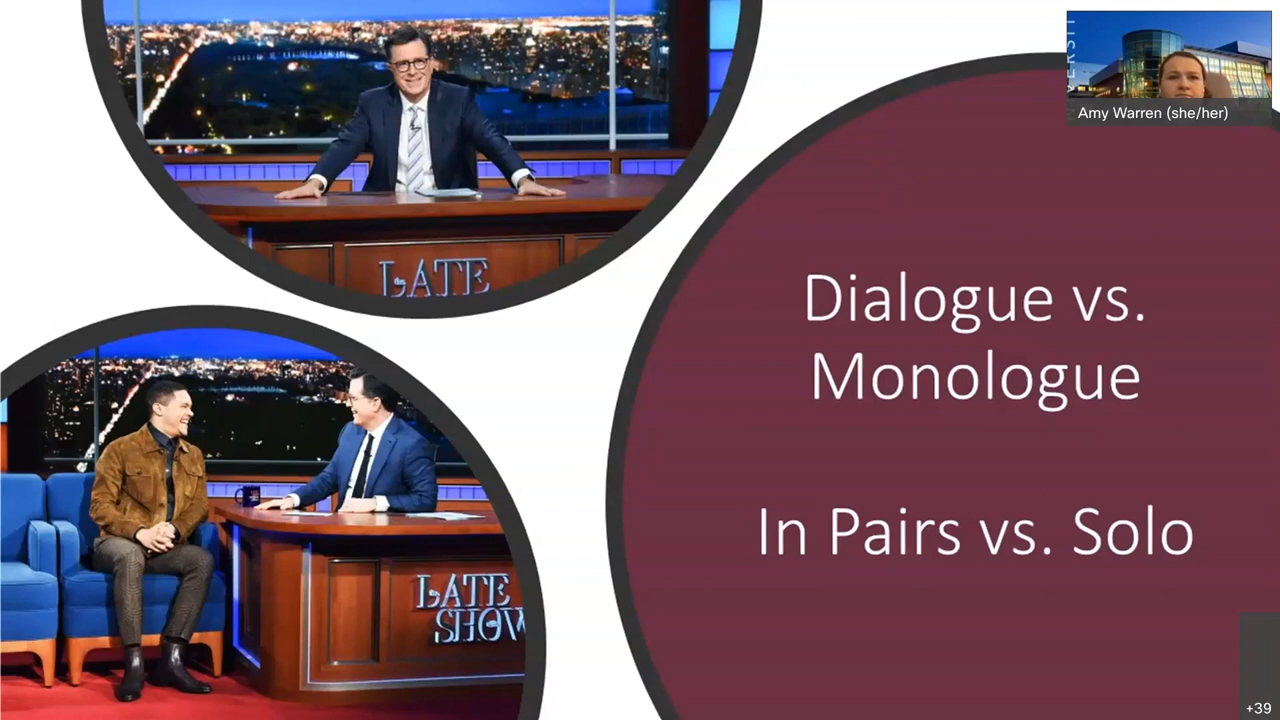 LATE
LATE
SHOW
Dialogue vs.
Monologue
In Pairs vs. Solo
Amy Warren (she/her)
+39